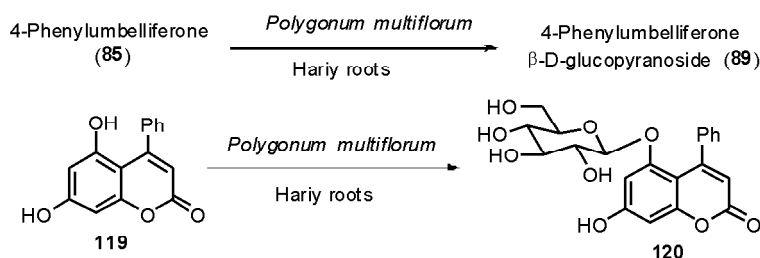 4-Phenylumbelliferone
(85)
Polygonum multiflorum
Hariy roots
4-Phenylumbelliferone
β-D-glucopyranoside (89)
OH
Ph
HO
O
O
119
Polygonum multiflorum
Hariy roots
HO
HO
HO
O
OH
O
Ph
HO
O
O
120